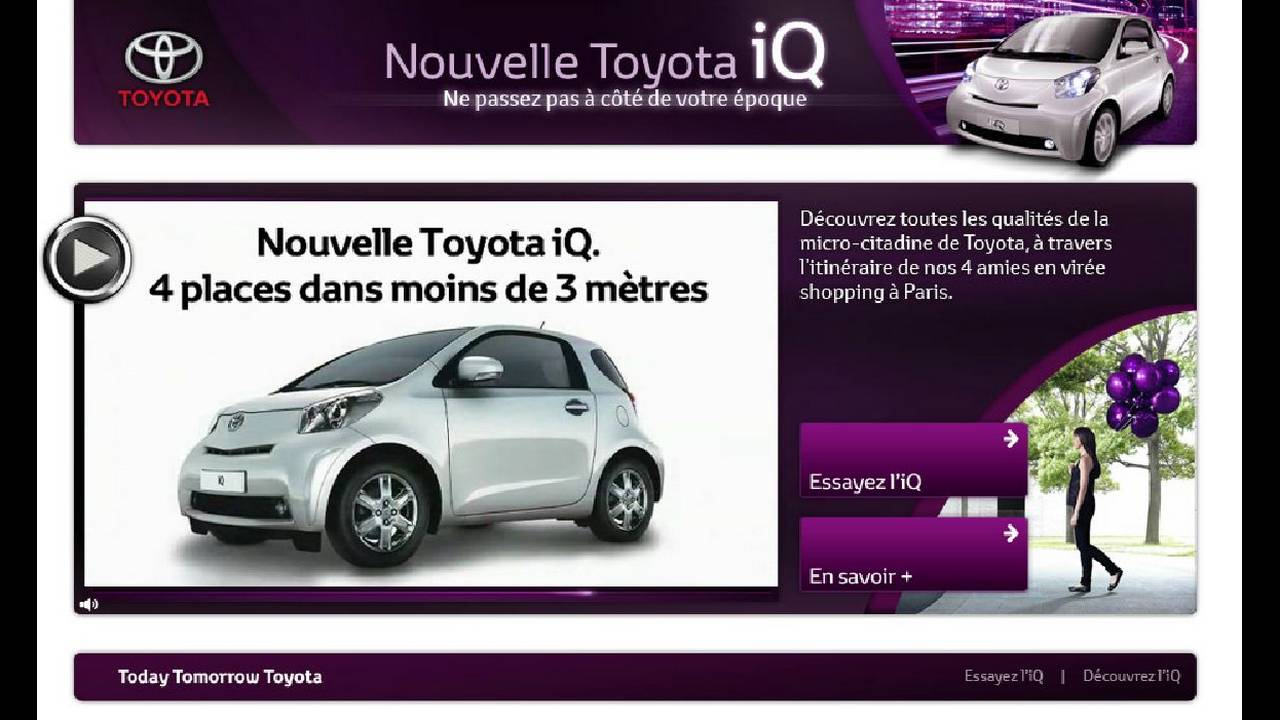 TOYOTA
Nouvelle Toyota iQ
Ne passez pas à côté de votre époque
iQ
Nouvelle Toyota iQ.
4 places dans moins de 3 mètres
iQ
Découvrez toutes les qualités de la
micro-citadine de Toyota, à travers
l'itinéraire de nos 4 amies en virée
shopping à Paris.
Essayez l'iQ
En savoir +
Today Tomorrow Toyota
Essayez l'iQ | Découvrez l'iQ